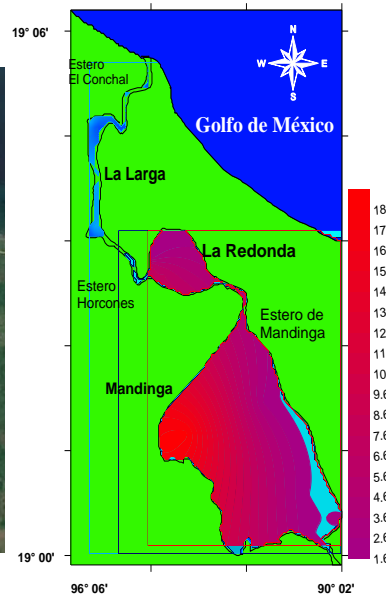 19° 06'
N
W E
S
Estero
El Conchal
Golfo de México
La Larga
La Redonda
Estero
Horcones
Estero de
Mandinga
Mandinga
18
17
16
15
14
13
12
11
10
9.6
8.6
7.6
6.6
5.6
4.6
3.6
2.6
1.6
19° 00'
96° 06' 90° 02'